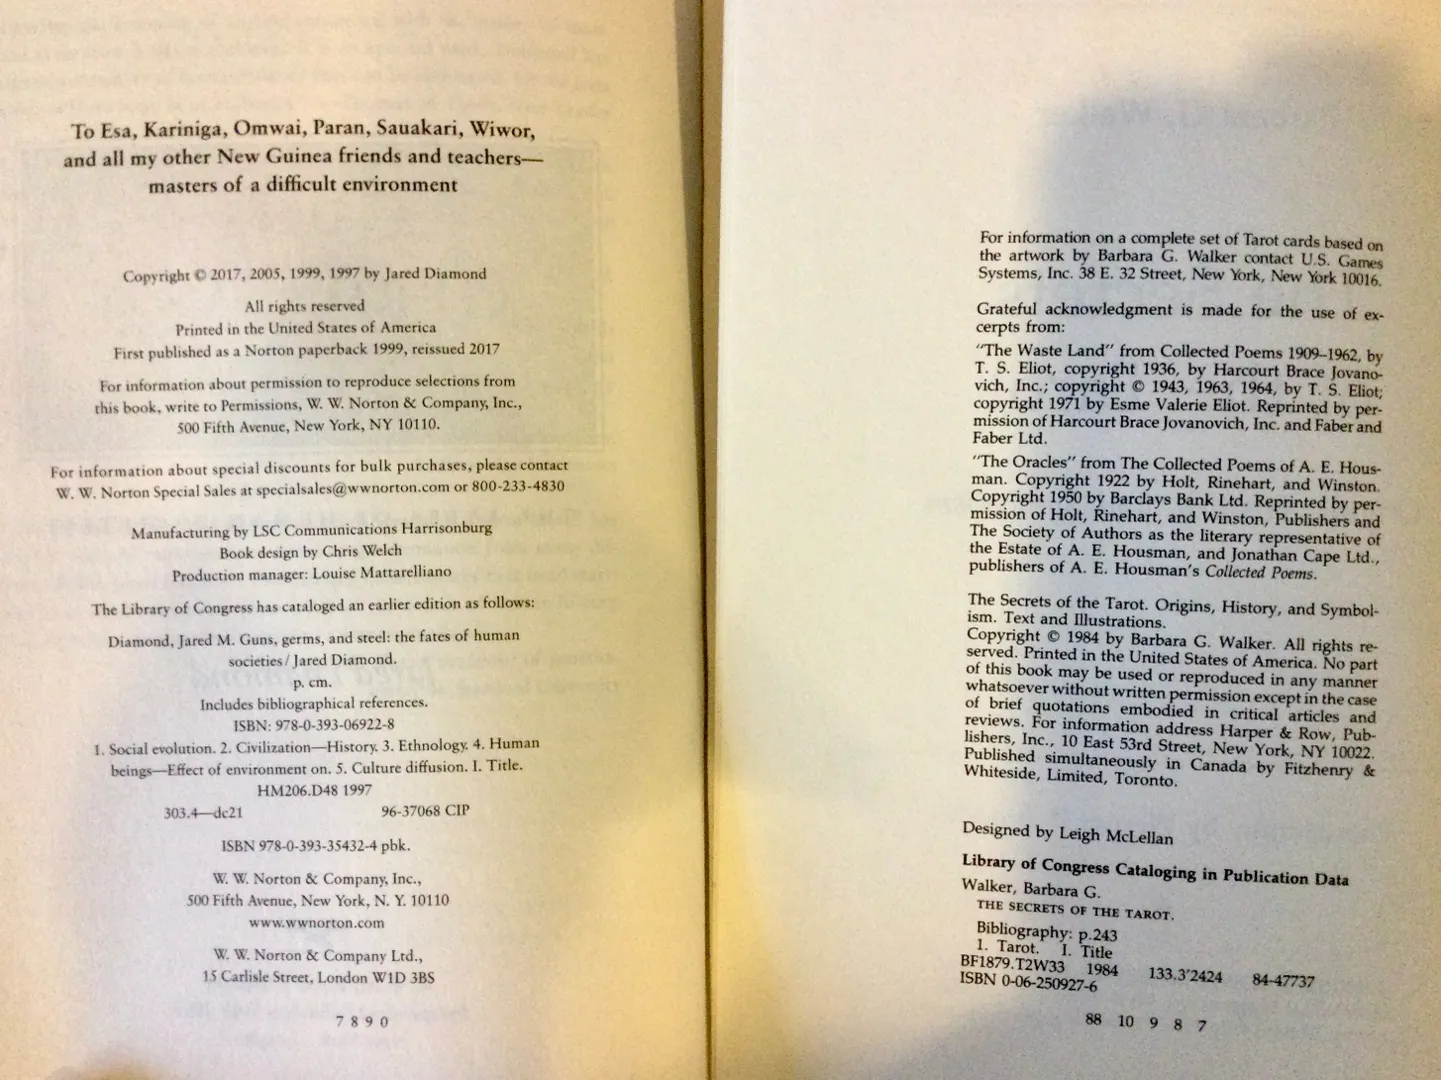 To Esa, Kariniga, Omwai, Paran, Sauakari, Wiwor,
and all my other New Guinea friends and teachers—
masters of a difficult environment
Copyright © 2017, 2005, 1999, 1997 by Jared Diamond
All rights reserved
Printed in the United States of America
First published as a Norton paperback 1999, reissued 2017
For information about permission to reproduce selections from
this book, write to Permissions, W. W. Norton & Company, Inc.,
500 Fifth Avenue, New York, NY 10110.
For information about special discounts for bulk purchases, please contact
W. W. Norton Special Sales at specialsales@wwnorton.com or 800-233-4830
Manufacturing by LSC Communications Harrisonburg
Book design by Chris Welch
Production manager: Louise Mattarelliano
The Library of Congress has cataloged an earlier edition as follows:
Diamond, Jared M. Guns, germs, and steel: the fates of human
societies / Jared Diamond.
p. cm.
Includes bibliographical references.
ISBN: 978-0-393-06922-8
1. Social evolution. 2. Civilization—History. 3. Ethnology. 4. Human
beings—Effect of environment on. 5. Culture diffusion. I. Title.
HM206.D48 1997
303.4—dc21 96-37068 CIP
ISBN 978-0-393-35432-4 pbk.
W. W. Norton & Company, Inc.,
500 Fifth Avenue, New York, N. Y. 10110
www.wwnorton.com
W. W. Norton & Company Ltd.,
15 Carlisle Street, London W1D 3BS
7 8 9 0
For information on a complete set of Tarot cards based on
the artwork by Barbara G. Walker contact U.S. Games
Systems, Inc. 38 E. 32 Street, New York, New York 10016.
Grateful acknowledgment is made for the use of ex-
cerpts from:
"The Waste Land" from Collected Poems 1909–1962, by
T. S. Eliot, copyright 1936, by Harcourt Brace Jovano-
vich, Inc.; copyright © 1943, 1963, 1964, by T. S. Eliot;
copyright 1971 by Esme Valerie Eliot. Reprinted by per-
mission of Harcourt Brace Jovanovich, Inc. and Faber and
Faber Ltd.
"The Oracles" from The Collected Poems of A. E. Hous-
man. Copyright 1922 by Holt, Rinehart, and Winston.
Copyright 1950 by Barclays Bank Ltd. Reprinted by per-
mission of Holt, Rinehart, and Winston, Publishers and
The Society of Authors as the literary representative of
the Estate of A. E. Housman, and Jonathan Cape Ltd.,
publishers of A. E. Housman's Collected Poems.
The Secrets of the Tarot. Origins, History, and Symbol-
ism. Text and Illustrations.
Copyright © 1984 by Barbara G. Walker. All rights re-
served. Printed in the United States of America. No part
of this book may be used or reproduced in any manner
whatsoever without written permission except in the case
of brief quotations embodied in critical articles and
reviews. For information address Harper & Row, Pub-
lishers, Inc., 10 East 53rd Street, New York, NY 10022.
Published simultaneously in Canada by Fitzhenry &
Whiteside, Limited, Toronto.
Designed by Leigh McLellan
Library of Congress Cataloging in Publication Data
Walker, Barbara G.
THE SECRETS OF THE TAROT.
Bibliography: p.243
1. Tarot. I. Title
BF1879.T2W33 1984 133.3'2424 84-47737
ISBN 0-06-250927-6
88 10 9 8 7